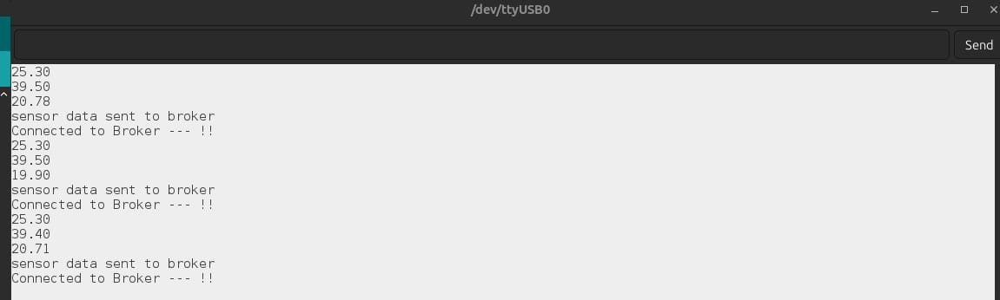 /dev/ttyUSB0
Send
25.30
39.50
20.78
sensor data sent to broker
Connected to Broker --- !!
25.30
39.50
19.90
sensor data sent to broker
Connected to Broker --- !!
25.30
39.40
20.71
sensor data sent to broker
Connected to Broker --- !!